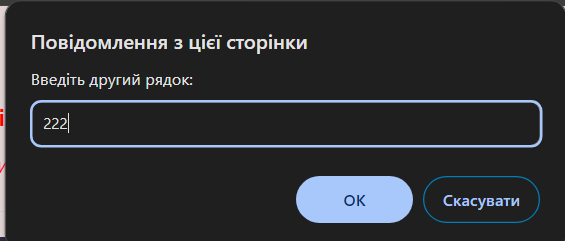 Повідомлення з цієї сторінки
Введіть другий рядок:
222
OK
Скасувати